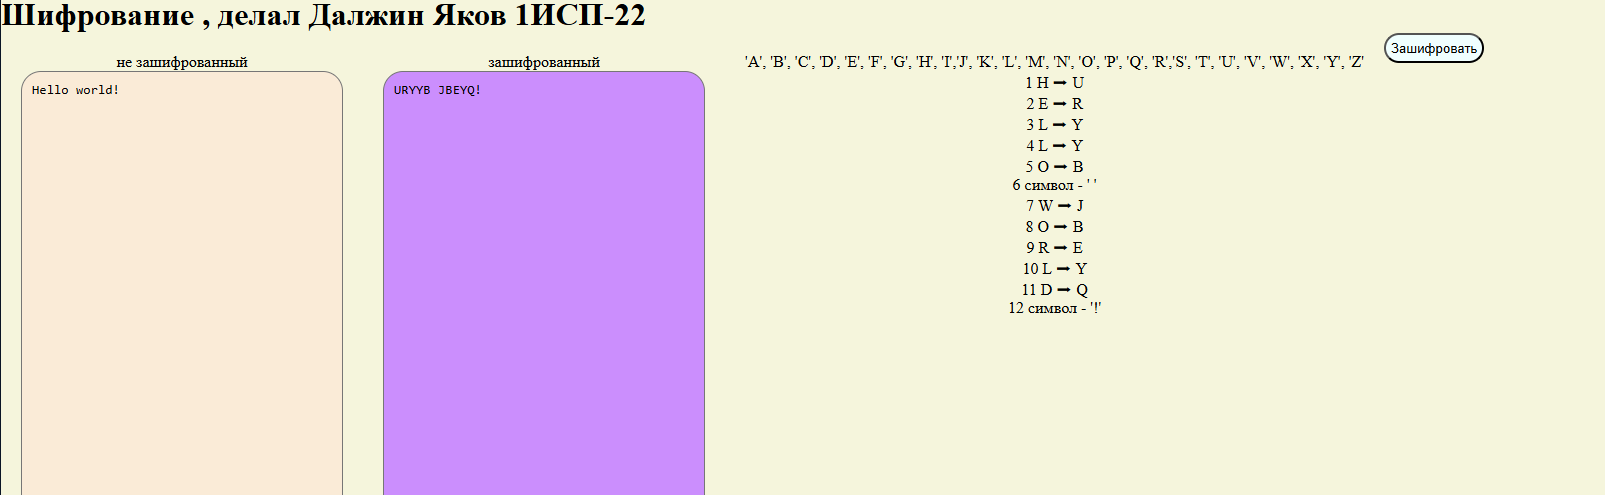 Шифрование , делал Далжин Яков 1ИСП-22
не зашифрованный
Hello world!
зашифрованный
URYYB JBEYQ!
'A', 'B', 'C', 'D', 'E', 'F', 'G', 'H', 'I','J', 'K', 'L', 'M', 'N', 'O', 'P', 'Q', 'R','S', 'T', 'U', 'V', 'W', 'X', 'Y', 'Z'
1 H ➞ U
2 E ➞ R
3 L ➞ Y
4 L ➞ Y
5 O ➞ B
6 символ - ' '
7 W ➞ J
8 O ➞ B
9 R ➞ E
10 L ➞ Y
11 D ➞ Q
12 символ - '!'
Зашифровать